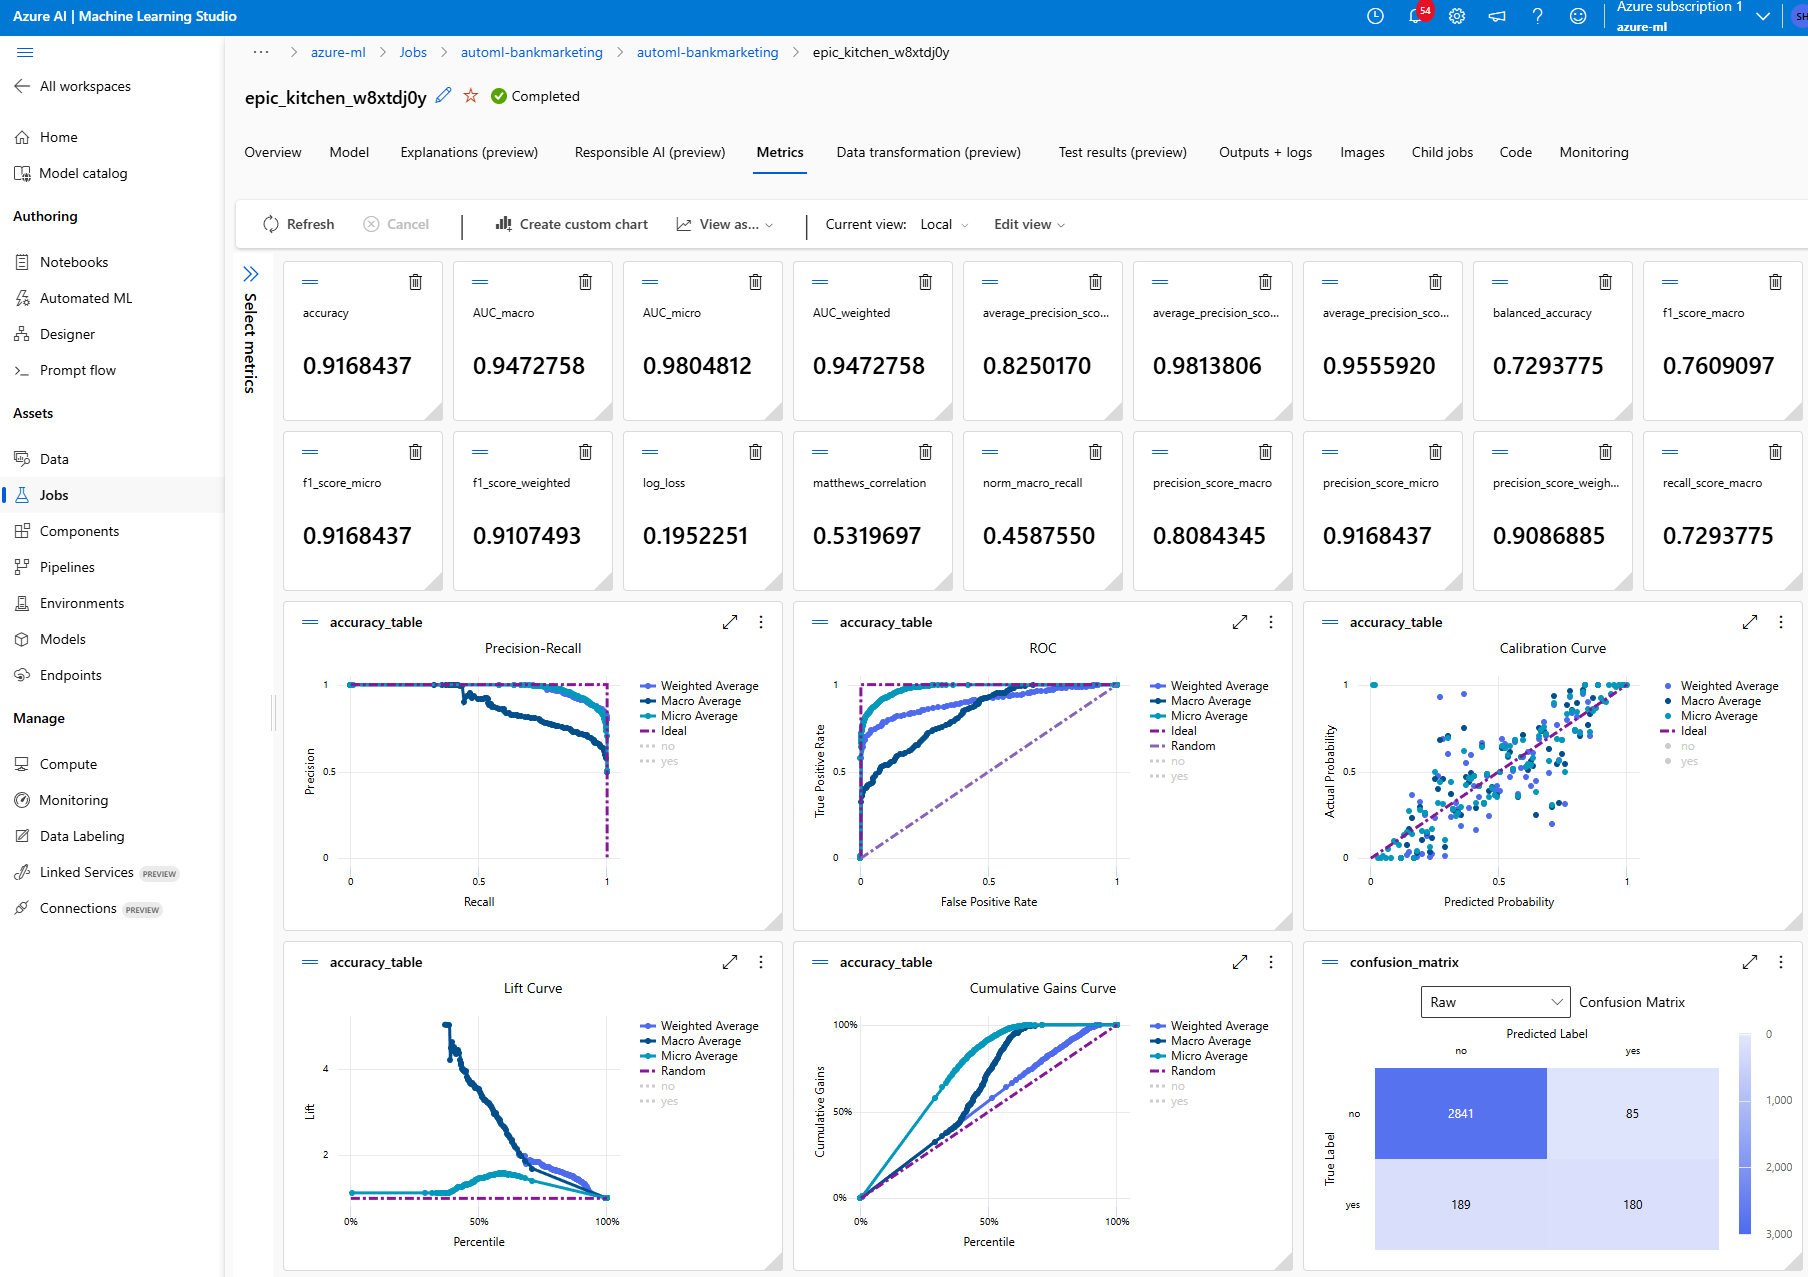 Azure AI | Machine Learning Studio
54
Azure subscription 1
azure-ml
SH
All workspaces
Home
Model catalog
Authoring
Notebooks
Automated ML
Designer
Prompt flow
Assets
Data
Jobs
Components
Pipelines
Environments
Models
Endpoints
Manage
Compute
Monitoring
Data Labeling
Linked Services PREVIEW
Connections PREVIEW
··· > azure-ml > Jobs > automl-bankmarketing > automl-bankmarketing > epic_kitchen_w8xtdj0y
epic_kitchen_w8xtdj0y Completed
Overview Model Explanations (preview) Responsible AI (preview) Metrics Data transformation (preview) Test results (preview) Outputs + logs Images Child jobs Code Monitoring
Refresh Cancel Create custom chart View as... Current view: Local Edit view
Select metrics
accuracy
0.9168437
AUC_macro
0.9472758
AUC_micro
0.9804812
AUC_weighted
0.9472758
average_precision_sco...
0.8250170
average_precision_sco...
0.9813806
average_precision_sco...
0.9555920
balanced_accuracy
0.7293775
f1_score_macro
0.7609097
f1_score_micro
0.9168437
f1_score_weighted
0.9107493
log_loss
0.1952251
matthews_correlation
0.5319697
norm_macro_recall
0.4587550
precision_score_macro
0.8084345
precision_score_micro
0.9168437
precision_score_weigh...
0.9086885
recall_score_macro
0.7293775
accuracy_table
Precision-Recall
Precision
1
0.5
0
0 0.5 1
Recall
Weighted Average
Macro Average
Micro Average
Ideal
no
yes
accuracy_table
ROC
True Positive Rate
1
0.5
0
0 0.5 1
False Positive Rate
Weighted Average
Macro Average
Micro Average
Ideal
Random
no
yes
accuracy_table
Calibration Curve
Actual Probability
1
0.5
0
0 0.5 1
Predicted Probability
Weighted Average
Macro Average
Micro Average
Ideal
no
yes
accuracy_table
Lift Curve
Lift
4
2
0% 50% 100%
Percentile
Weighted Average
Macro Average
Micro Average
Random
no
yes
accuracy_table
Cumulative Gains Curve
Cumulative Gains
100%
50%
0%
0% 50% 100%
Percentile
Weighted Average
Macro Average
Micro Average
Random
no
yes
confusion_matrix
Raw Confusion Matrix
Predicted Label
no yes
True Label
no 2841 85
yes 189 180
0
1,000
2,000
3,000